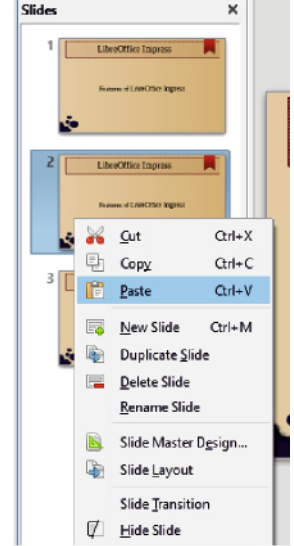 Slides
1
LibreOffice Impress
Features of LibreOffice Impress
2
LibreOffice Impress
Features of LibreOffice Impress
Cut Ctrl+X
Copy Ctrl+C
3
Paste Ctrl+V
New Slide Ctrl+M
Duplicate Slide
Delete Slide
Rename Slide
Slide Master Design...
Slide Layout
Slide Transition
Hide Slide